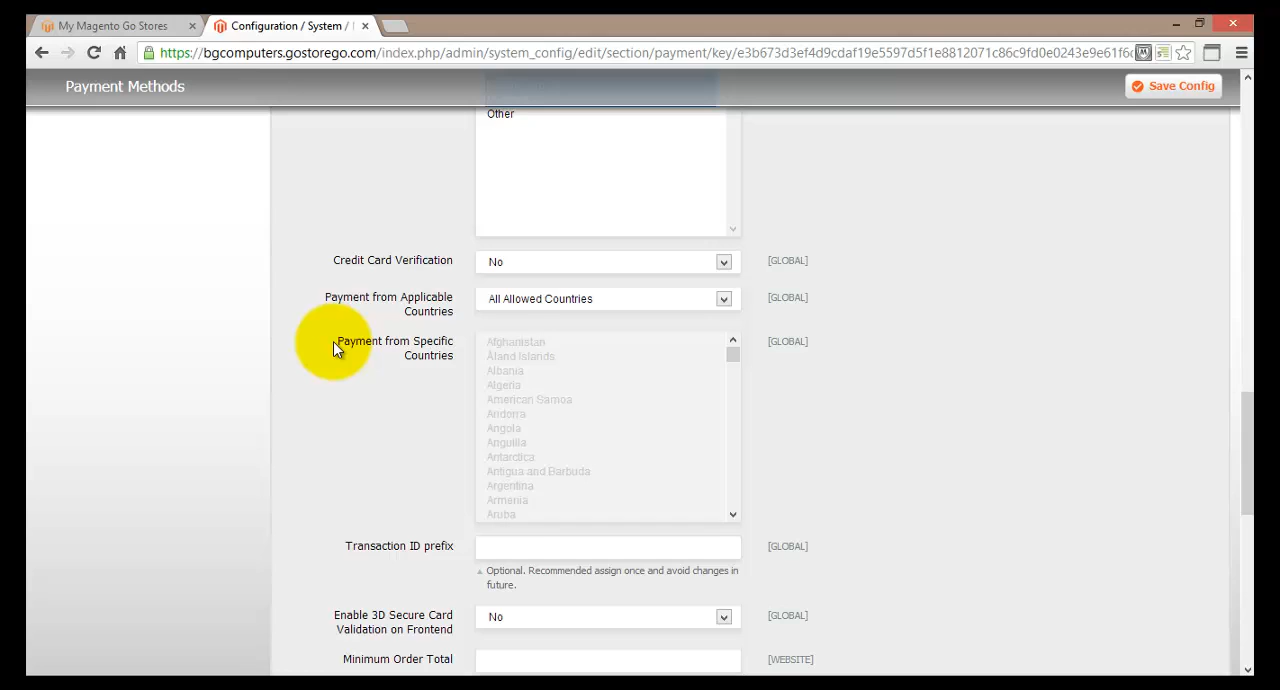 My Magento Go Stores
Configuration / System /
https://bgcomputers.gostorego.com/index.php/admin/system_config/edit/section/payment/key/e3b673d3ef4d9cdaf19e5597d5f1e8812071c86c9fd0e0243e9e61f6c
Payment Methods
Save Config
Other
Credit Card Verification
No
[GLOBAL]
Payment from Applicable
Countries
All Allowed Countries
[GLOBAL]
Payment from Specific
Countries
Afghanistan
Åland Islands
Albania
Algeria
American Samoa
Andorra
Angola
Anguilla
Antarctica
Antigua and Barbuda
Argentina
Armenia
Aruba
[GLOBAL]
Transaction ID prefix
[GLOBAL]
Optional. Recommended assign once and avoid changes in
future.
Enable 3D Secure Card
Validation on Frontend
No
[GLOBAL]
Minimum Order Total
[WEBSITE]